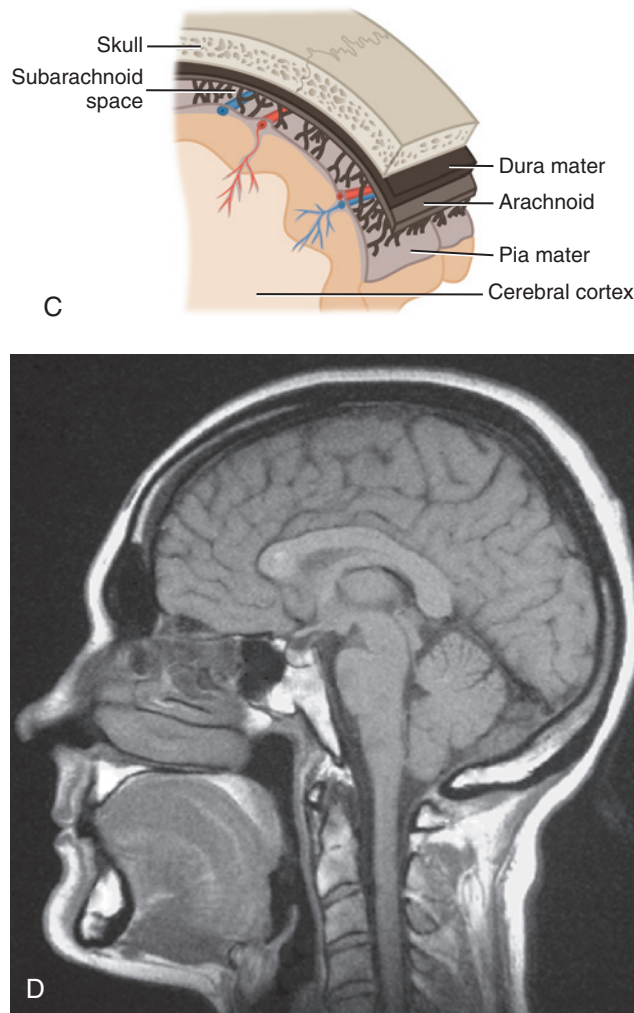 Skull
Subarachnoid
space
Dura mater
Arachnoid
Pia mater
Cerebral cortex
C
D